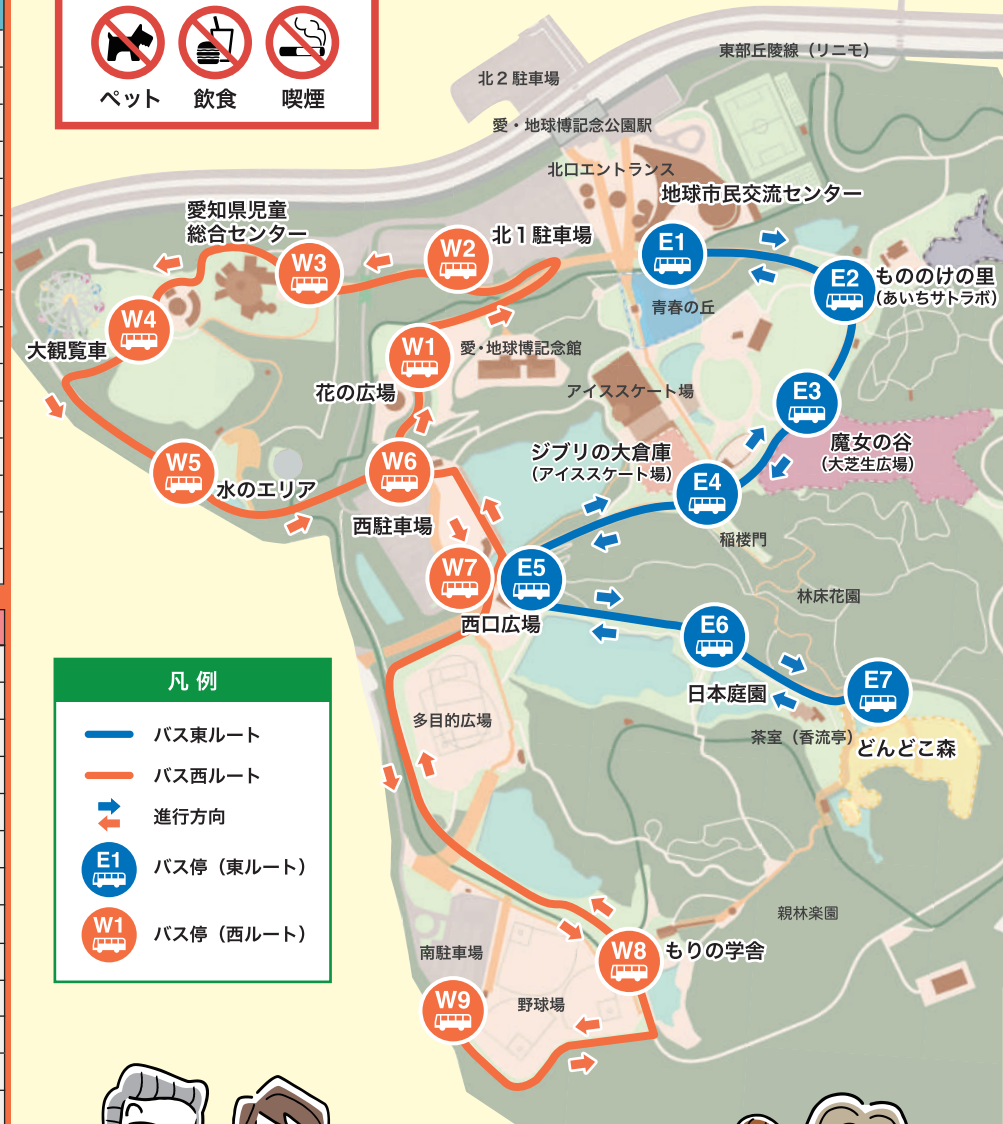 ペット
飲食
喫煙
東部丘陵線（リニモ）
北２駐車場
愛・地球博記念公園駅
北口エントランス
地球市民交流センター
愛知県児童
総合センター
北１駐車場
W2
E1
W3
E2
もののけの里
（あいちサトラボ）
青春の丘
W4
大観覧車
W1
愛・地球博記念館
花の広場
アイススケート場
E3
魔女の谷
（大芝生広場）
ジブリの大倉庫
（アイススケート場）
W5
水のエリア
W6
西駐車場
E4
稲楼門
W7
E5
西口広場
林床花園
E6
日本庭園
E7
どんどこ森
茶室（香流亭）
多目的広場
凡例
バス東ルート
バス西ルート
進行方向
E1
バス停（東ルート）
W1
バス停（西ルート）
親林楽園
南駐車場
W8
もりの学舎
W9
野球場